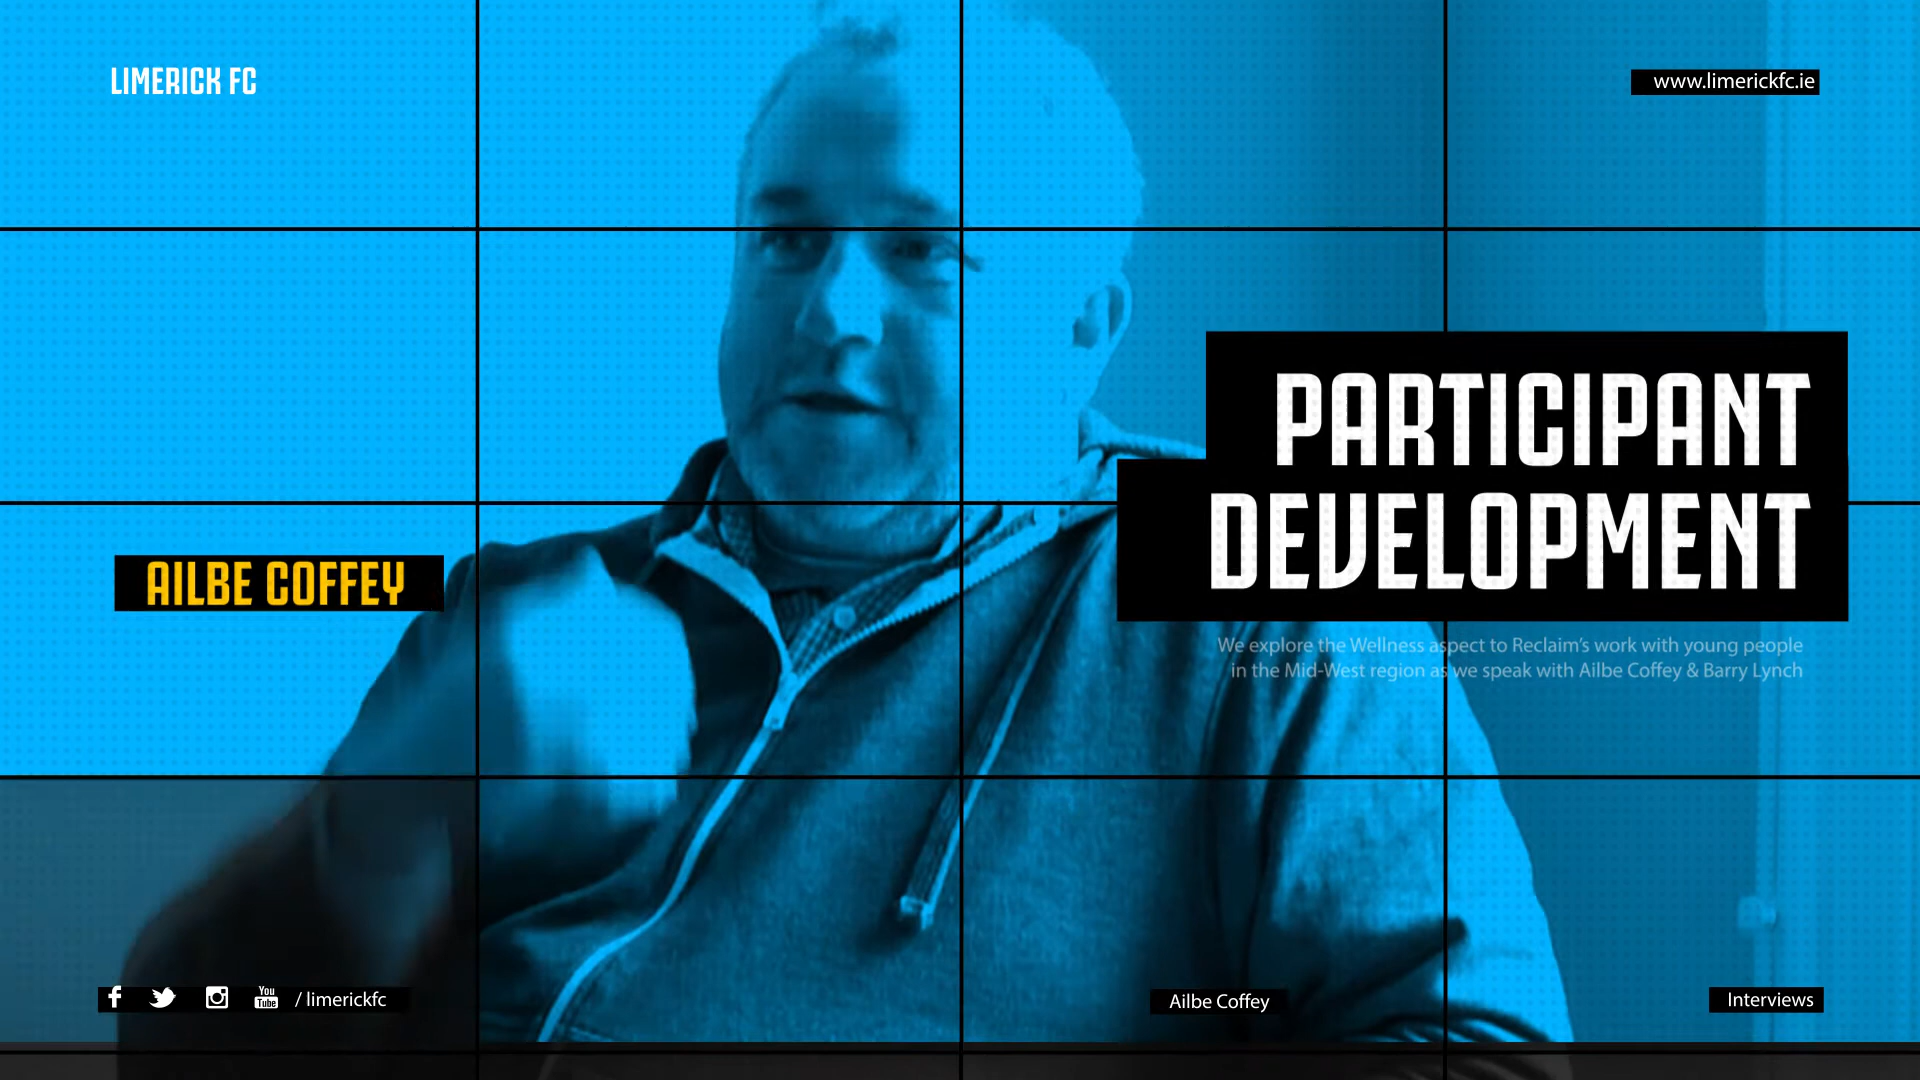 LIMERICK FC
www.limerickfc.ie
PARTICIPANT
DEVELOPMENT
AILBE COFFEY
We explore the Wellness aspect to Reclaim's work with young people
in the Mid-West region as we speak with Ailbe Coffey & Barry Lynch
You
Tube
/ limerickfc
Ailbe Coffey
Interviews